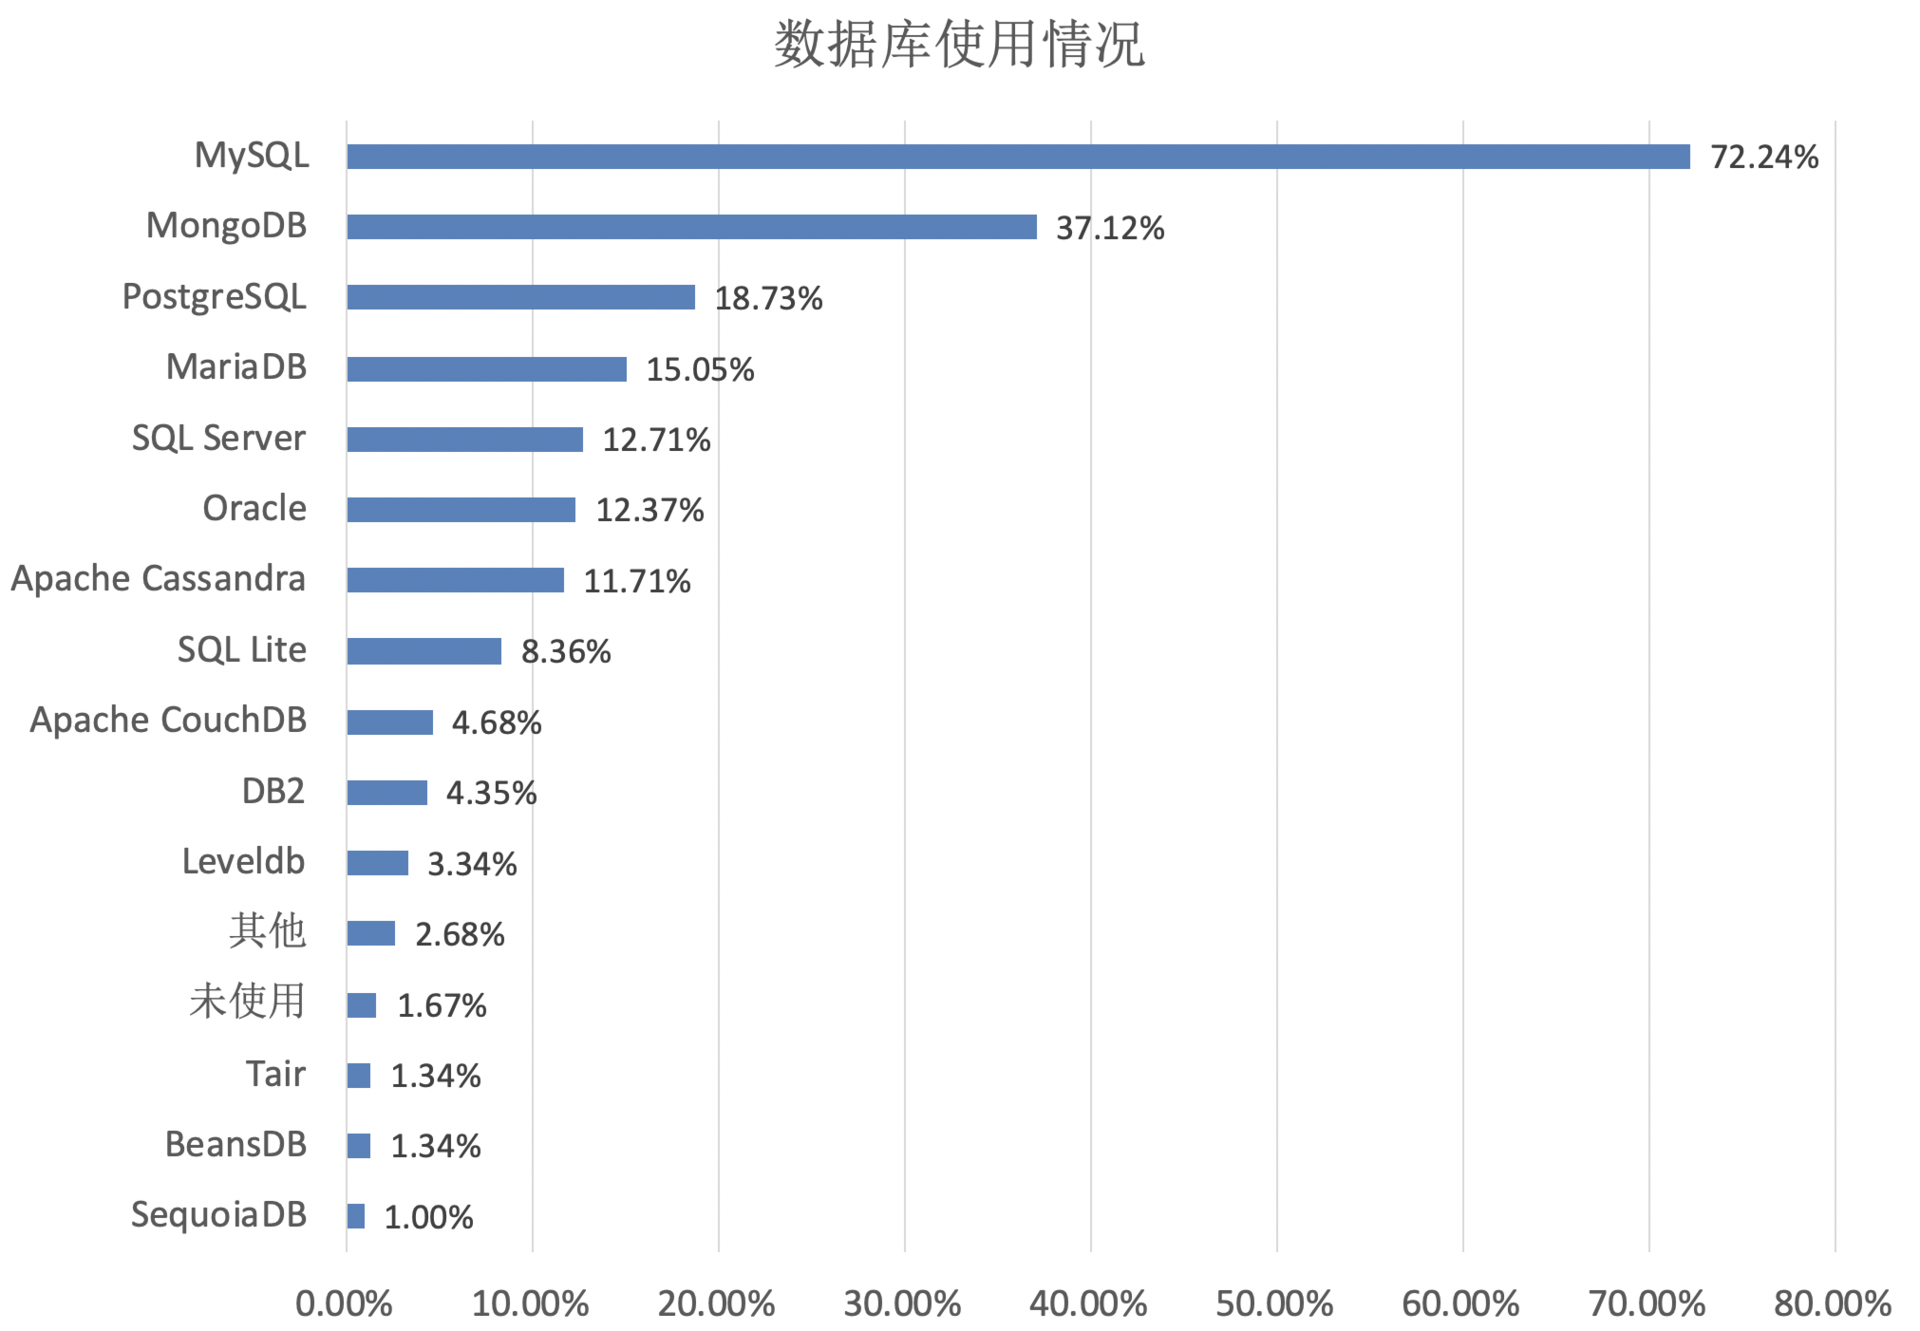 数据库使用情况
MySQL 72.24%
MongoDB 37.12%
PostgreSQL 18.73%
MariaDB 15.05%
SQL Server 12.71%
Oracle 12.37%
Apache Cassandra 11.71%
SQL Lite 8.36%
Apache CouchDB 4.68%
DB2 4.35%
Leveldb 3.34%
其他 2.68%
未使用 1.67%
Tair 1.34%
BeansDB 1.34%
SequoiaDB 1.00%
0.00% 10.00% 20.00% 30.00% 40.00% 50.00% 60.00% 70.00% 80.00%